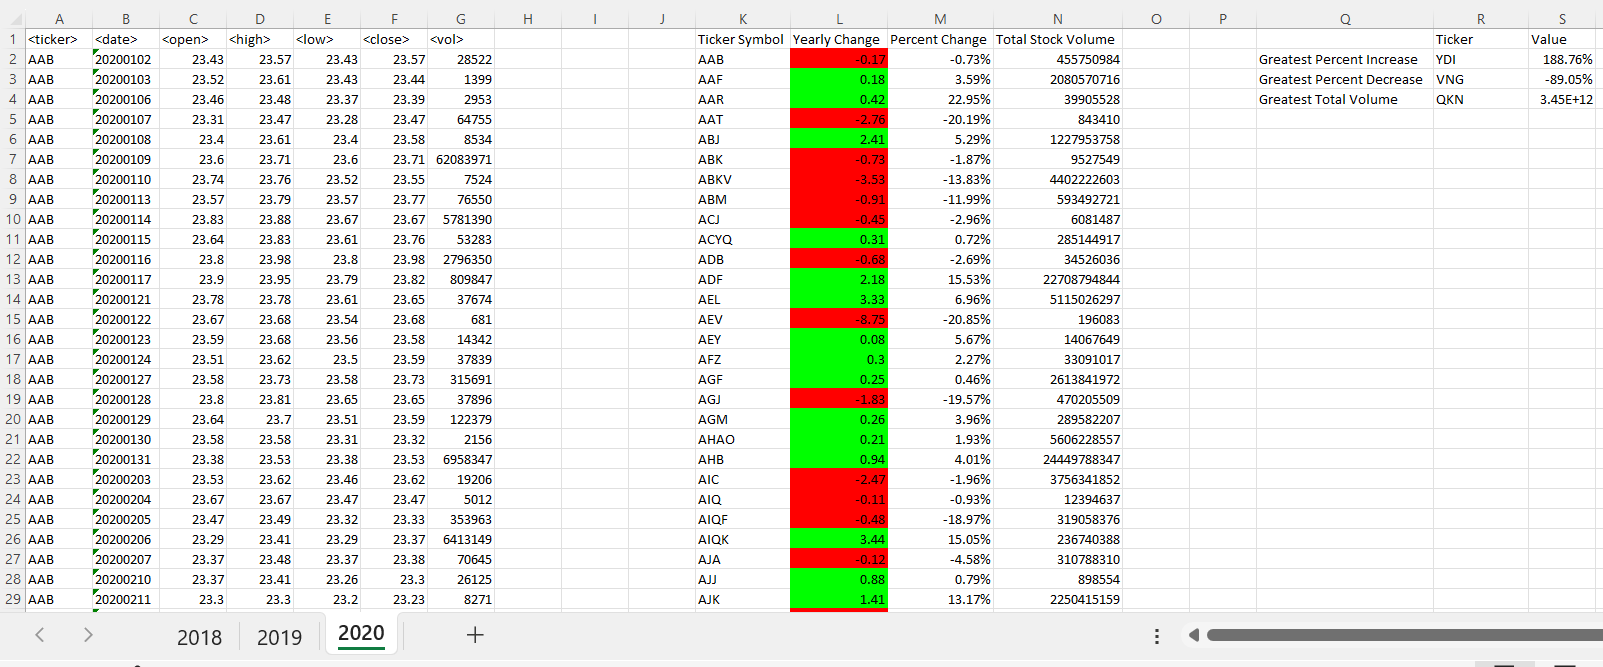 A B C D E F G H I J K L M N O P Q R S
1 <ticker> <date> <open> <high> <low> <close> <vol> Ticker Symbol Yearly Change Percent Change Total Stock Volume Ticker Value
2 AAB 20200102 23.43 23.57 23.43 23.57 28522 AAB -0.17 -0.73% 455750984 Greatest Percent Increase YDI 188.76%
3 AAB 20200103 23.52 23.61 23.43 23.44 1399 AAF 0.18 3.59% 2080570716 Greatest Percent Decrease VNG -89.05%
4 AAB 20200106 23.46 23.48 23.37 23.39 2953 AAR 0.42 22.95% 39905528 Greatest Total Volume QKN 3.45E+12
5 AAB 20200107 23.31 23.47 23.28 23.47 64755 AAT -2.76 -20.19% 843410
6 AAB 20200108 23.4 23.61 23.4 23.58 8534 ABJ 2.41 5.29% 1227953758
7 AAB 20200109 23.6 23.71 23.6 23.71 62083971 ABK -0.73 -1.87% 9527549
8 AAB 20200110 23.74 23.76 23.52 23.55 7524 ABKV -3.53 -13.83% 4402222603
9 AAB 20200113 23.57 23.79 23.57 23.77 76550 ABM -0.91 -11.99% 593492721
10 AAB 20200114 23.83 23.88 23.67 23.67 5781390 ACJ -0.45 -2.96% 6081487
11 AAB 20200115 23.64 23.83 23.61 23.76 53283 ACYQ 0.31 0.72% 285144917
12 AAB 20200116 23.8 23.98 23.8 23.98 2796350 ADB -0.68 -2.69% 34526036
13 AAB 20200117 23.9 23.95 23.79 23.82 809847 ADF 2.18 15.53% 22708794844
14 AAB 20200121 23.78 23.78 23.61 23.65 37674 AEL 3.33 6.96% 5115026297
15 AAB 20200122 23.67 23.68 23.54 23.68 681 AEV -8.75 -20.85% 196083
16 AAB 20200123 23.59 23.68 23.56 23.58 14342 AEY 0.08 5.67% 14067649
17 AAB 20200124 23.51 23.62 23.5 23.59 37839 AFZ 0.3 2.27% 33091017
18 AAB 20200127 23.58 23.73 23.58 23.73 315691 AGF 0.25 0.46% 2613841972
19 AAB 20200128 23.8 23.81 23.65 23.65 37896 AGJ -1.83 -19.57% 470205509
20 AAB 20200129 23.64 23.7 23.51 23.59 122379 AGM 0.26 3.96% 289582207
21 AAB 20200130 23.58 23.58 23.31 23.32 2156 AHAO 0.21 1.93% 5606228557
22 AAB 20200131 23.38 23.53 23.38 23.53 6958347 AHB 0.94 4.01% 24449788347
23 AAB 20200203 23.53 23.62 23.46 23.62 19206 AIC -2.47 -1.96% 3756341852
24 AAB 20200204 23.67 23.67 23.47 23.47 5012 AIQ -0.11 -0.93% 12394637
25 AAB 20200205 23.47 23.49 23.32 23.33 353963 AIQF -0.48 -18.97% 319058376
26 AAB 20200206 23.29 23.41 23.29 23.37 6413149 AIQK 3.44 15.05% 236740388
27 AAB 20200207 23.37 23.48 23.37 23.38 70645 AJA -0.12 -4.58% 310788310
28 AAB 20200210 23.37 23.41 23.26 23.3 26125 AJJ 0.88 0.79% 898554
29 AAB 20200211 23.3 23.3 23.2 23.23 8271 AJK 1.41 13.17% 2250415159
2018 2019 2020